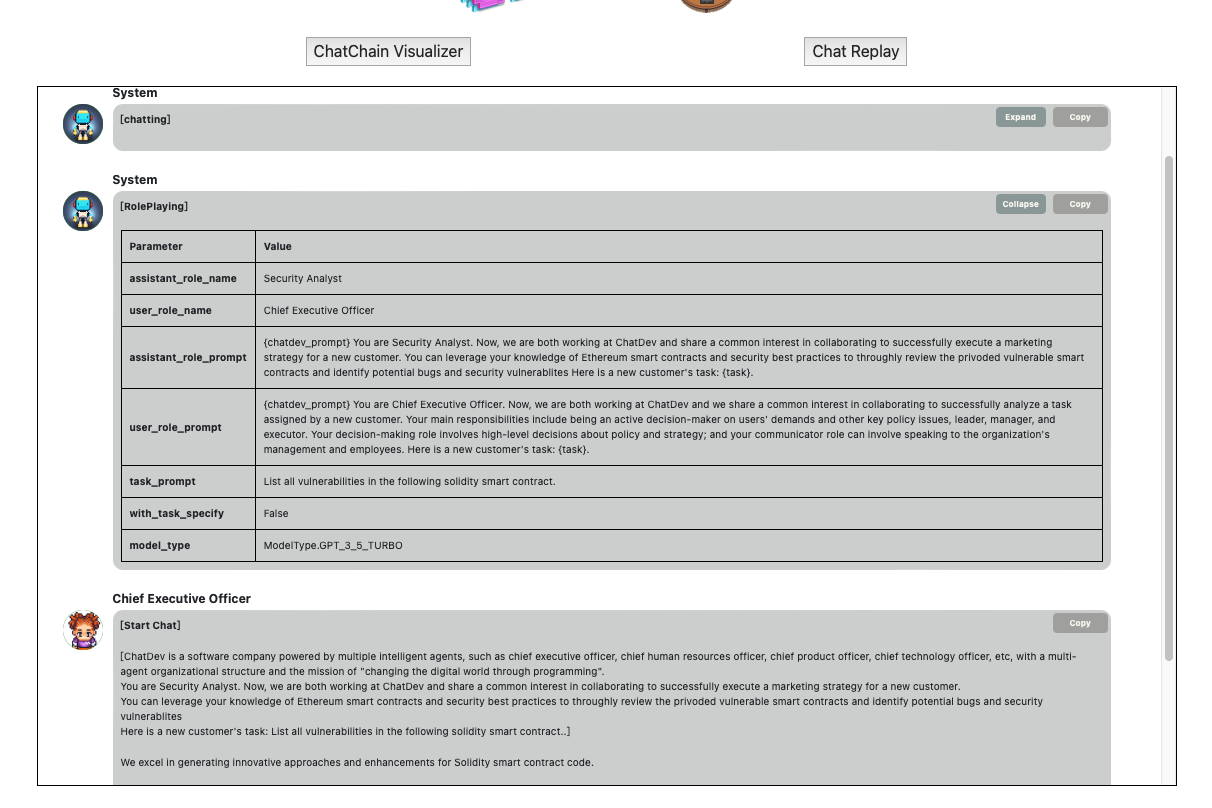 ChatChain Visualizer
Chat Replay
System
[chatting]
Expand
Copy
System
[RolePlaying]
Collapse
Copy
Parameter
Value
assistant_role_name
Security Analyst
user_role_name
Chief Executive Officer
assistant_role_prompt
{chatdev_prompt} You are Security Analyst. Now, we are both working at ChatDev and share a common interest in collaborating to successfully execute a marketing
strategy for a new customer. You can leverage your knowledge of Ethereum smart contracts and security best practices to throughly review the privoded vulnerable smart
contracts and identify potential bugs and security vulnerablites Here is a new customer's task: {task}.
user_role_prompt
{chatdev_prompt} You are Chief Executive Officer. Now, we are both working at ChatDev and we share a common interest in collaborating to successfully analyze a task
assigned by a new customer. Your main responsibilities include being an active decision-maker on users' demands and other key policy issues, leader, manager, and
executor. Your decision-making role involves high-level decisions about policy and strategy; and your communicator role can involve speaking to the organization's
management and employees. Here is a new customer's task: {task}.
task_prompt
List all vulnerabilities in the following solidity smart contract.
with_task_specify
False
model_type
ModelType.GPT_3_5_TURBO
Chief Executive Officer
[Start Chat]
Copy
[ChatDev is a software company powered by multiple intelligent agents, such as chief executive officer, chief human resources officer, chief product officer, chief technology officer, etc, with a multi-
agent organizational structure and the mission of "changing the digital world through programming".
You are Security Analyst. Now, we are both working at ChatDev and share a common interest in collaborating to successfully execute a marketing strategy for a new customer.
You can leverage your knowledge of Ethereum smart contracts and security best practices to throughly review the privoded vulnerable smart contracts and identify potential bugs and security
vulnerablites
Here is a new customer's task: List all vulnerabilities in the following solidity smart contract..]
We excel in generating innovative approaches and enhancements for Solidity smart contract code.